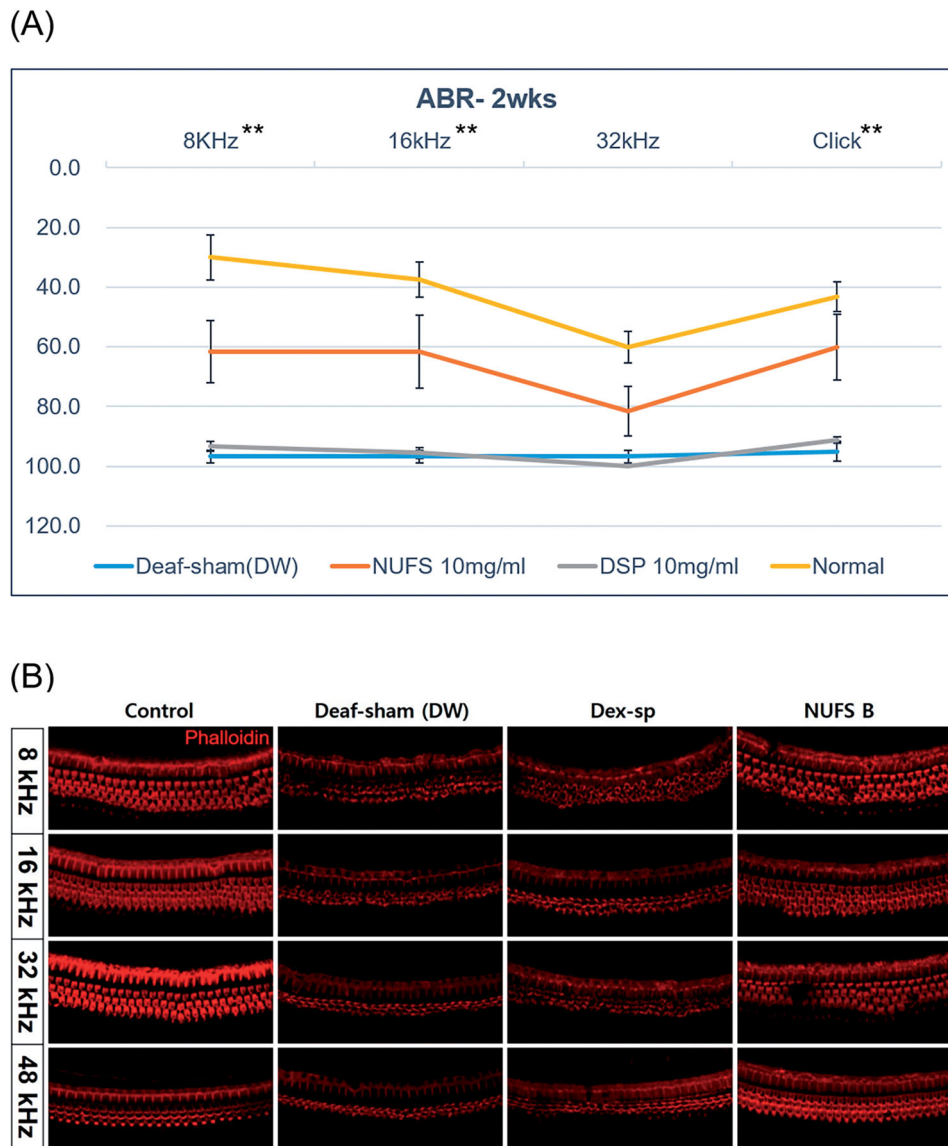 (A)
ABR- 2wks
8KHz** 16kHz** 32kHz Click**
0.0
20.0
40.0
60.0
80.0
100.0
120.0
Deaf-sham(DW) NUFS 10mg/ml DSP 10mg/ml Normal
(B)
Control Deaf-sham (DW) Dex-sp NUFS B
Phalloidin
8 kHz
16 kHz
32 kHz
48 kHz